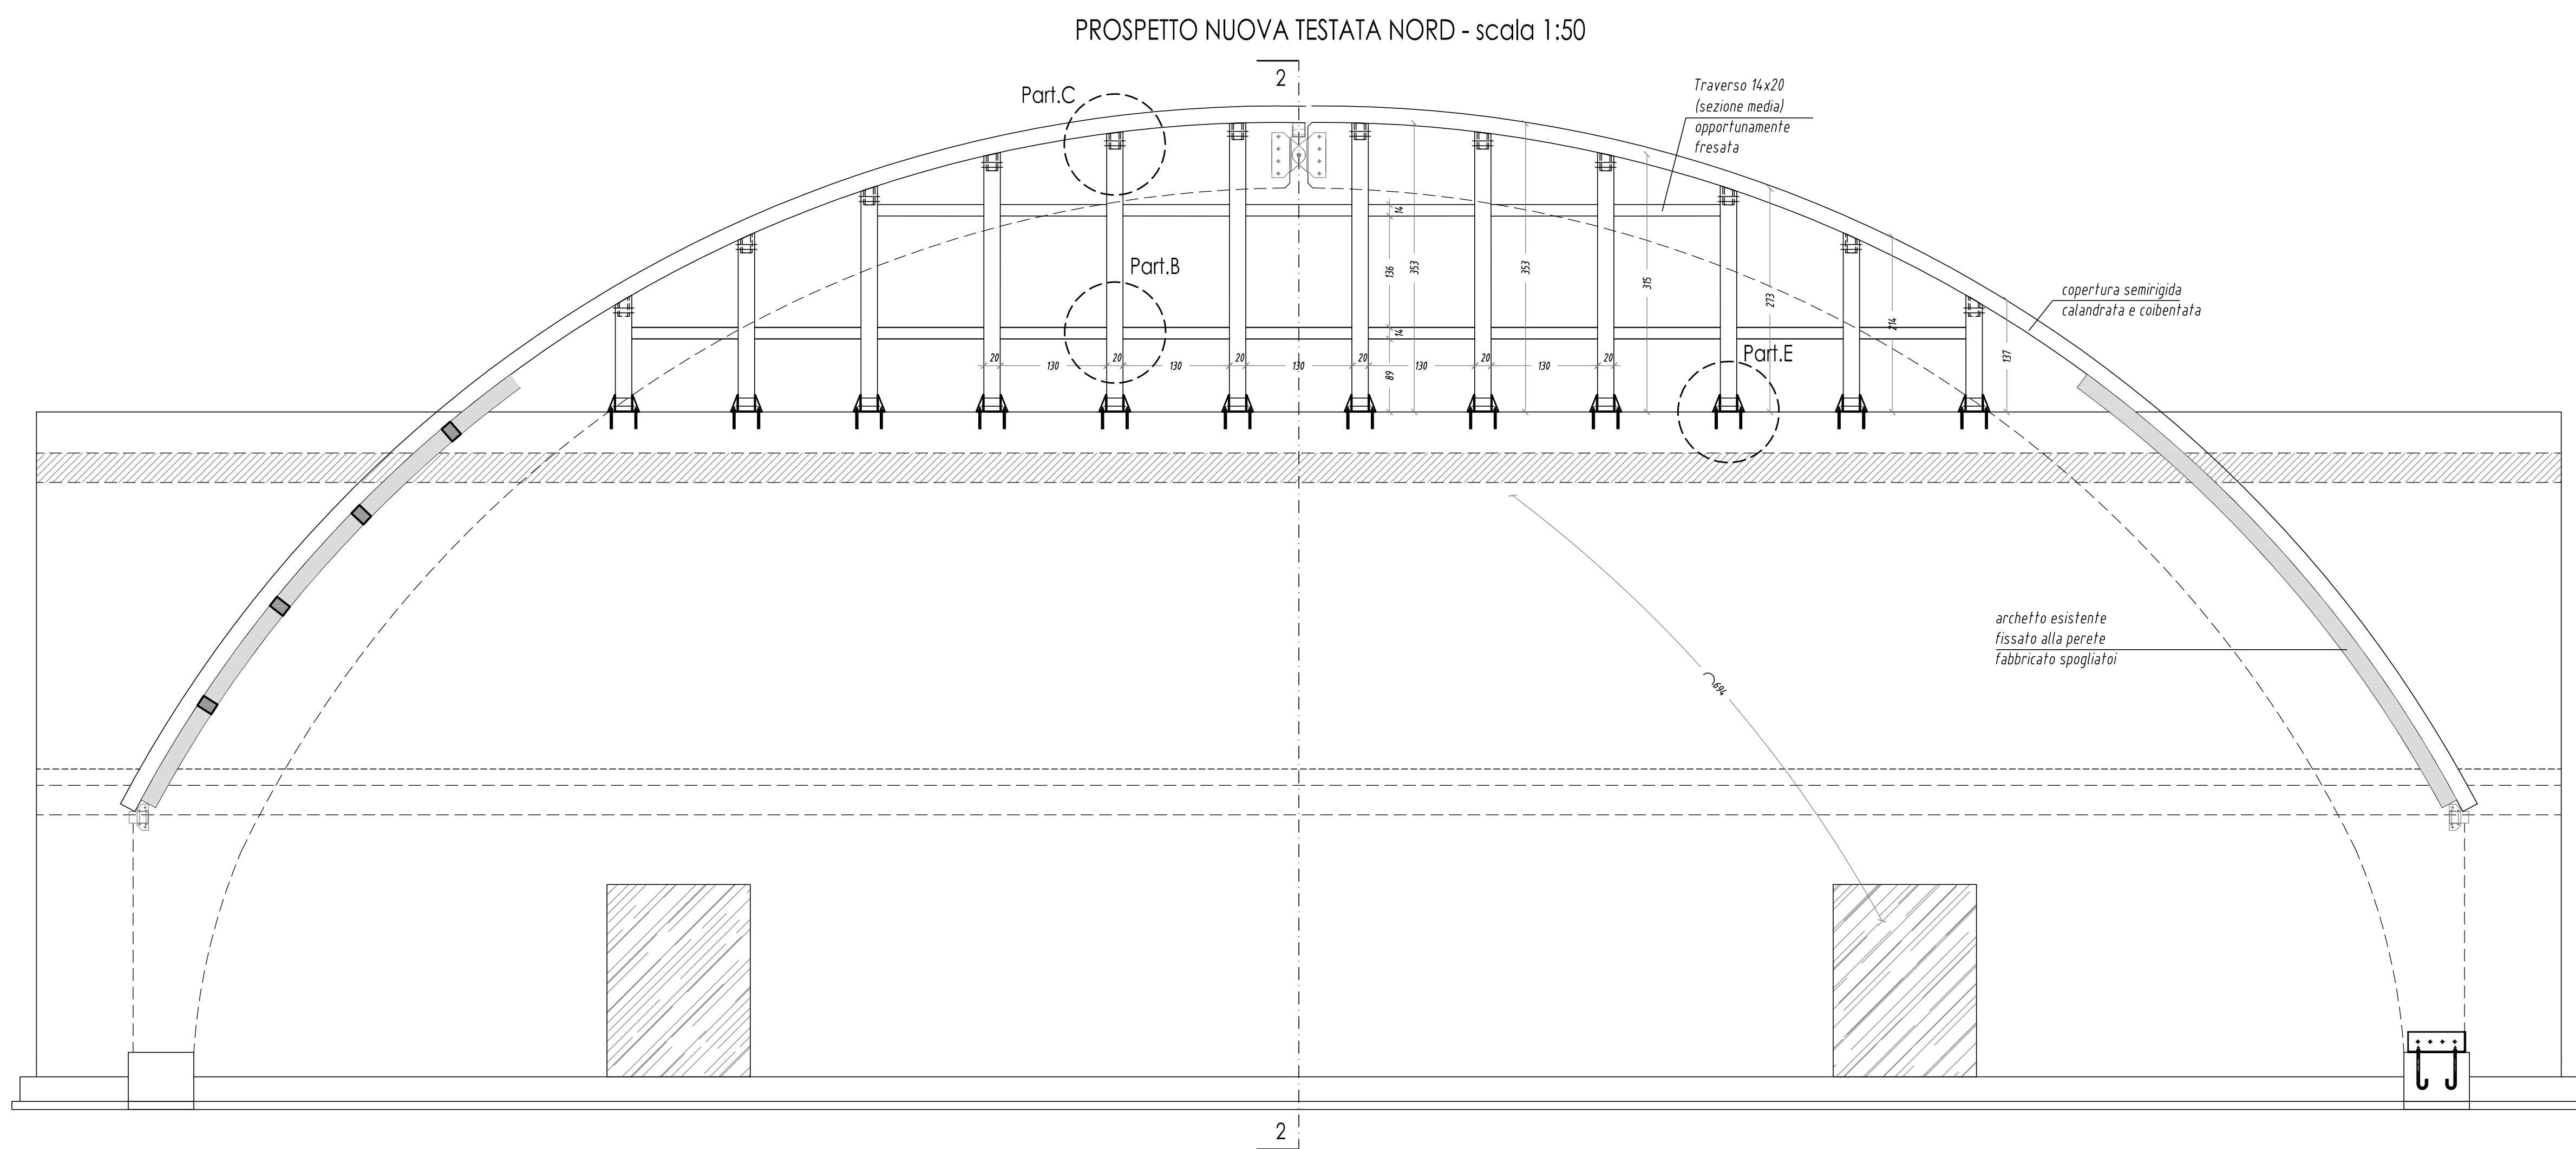 PROSPETTO NUOVA TESTATA NORD - scala 1:50
2
Part.C
Traverso 14x20
(sezione media)
opportunamente
fresata
14
136
353
353
315
273
214
137
Part.B
14
89
copertura semirigida
calandrata e coibentata
20
130
20
130
20
130
20
130
20
130
20
Part.E
archetto esistente
fissato alla perete
fabbricato spogliatoi
694
2